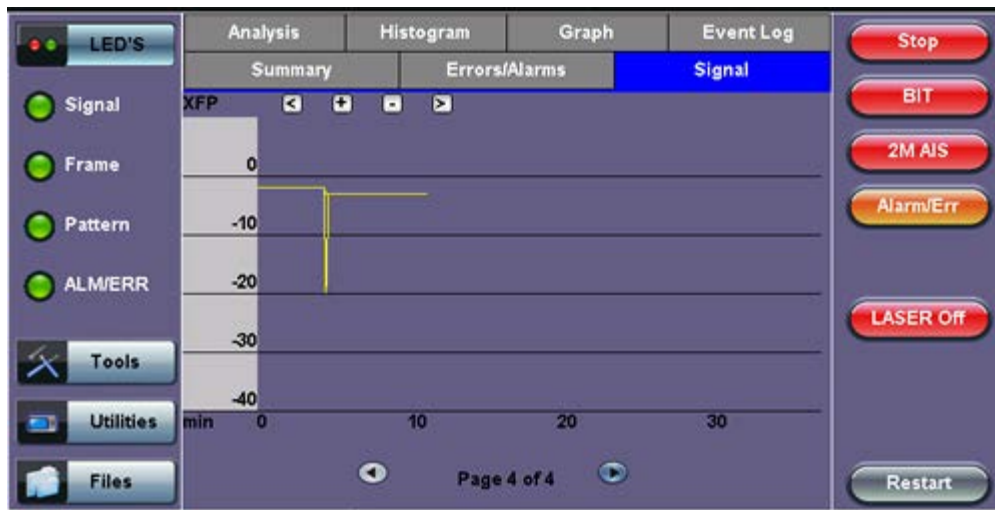 LED'S
Signal
Frame
Pattern
ALM/ERR
Tools
Utilities
Files
Analysis
Histogram
Graph
Event Log
Summary
Errors/Alarms
Signal
XFP < + - >
0
-10
-20
-30
-40
min 0 10 20 30
Page 4 of 4
Stop
BIT
2M AIS
Alarm/Err
LASER Off
Restart